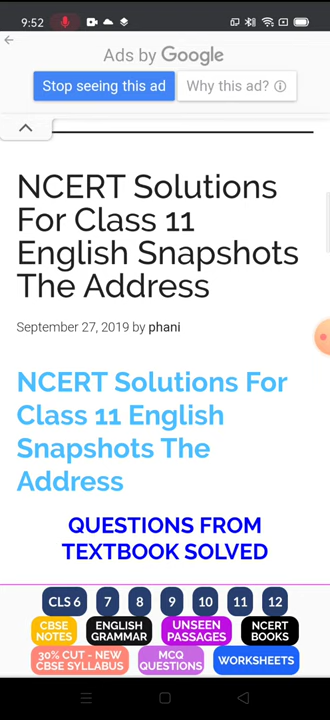 9:52
Ads by Google
Stop seeing this ad
Why this ad?
NCERT Solutions
For Class 11
English Snapshots
The Address
September 27, 2019 by phani
NCERT Solutions For
Class 11 English
Snapshots The
Address
QUESTIONS FROM
TEXTBOOK SOLVED
CLS 6 7 8 9 10 11 12
CBSE
NOTES
ENGLISH
GRAMMAR
UNSEEN
PASSAGES
NCERT
BOOKS
30% CUT - NEW
CBSE SYLLABUS
MCQ
QUESTIONS
WORKSHEETS